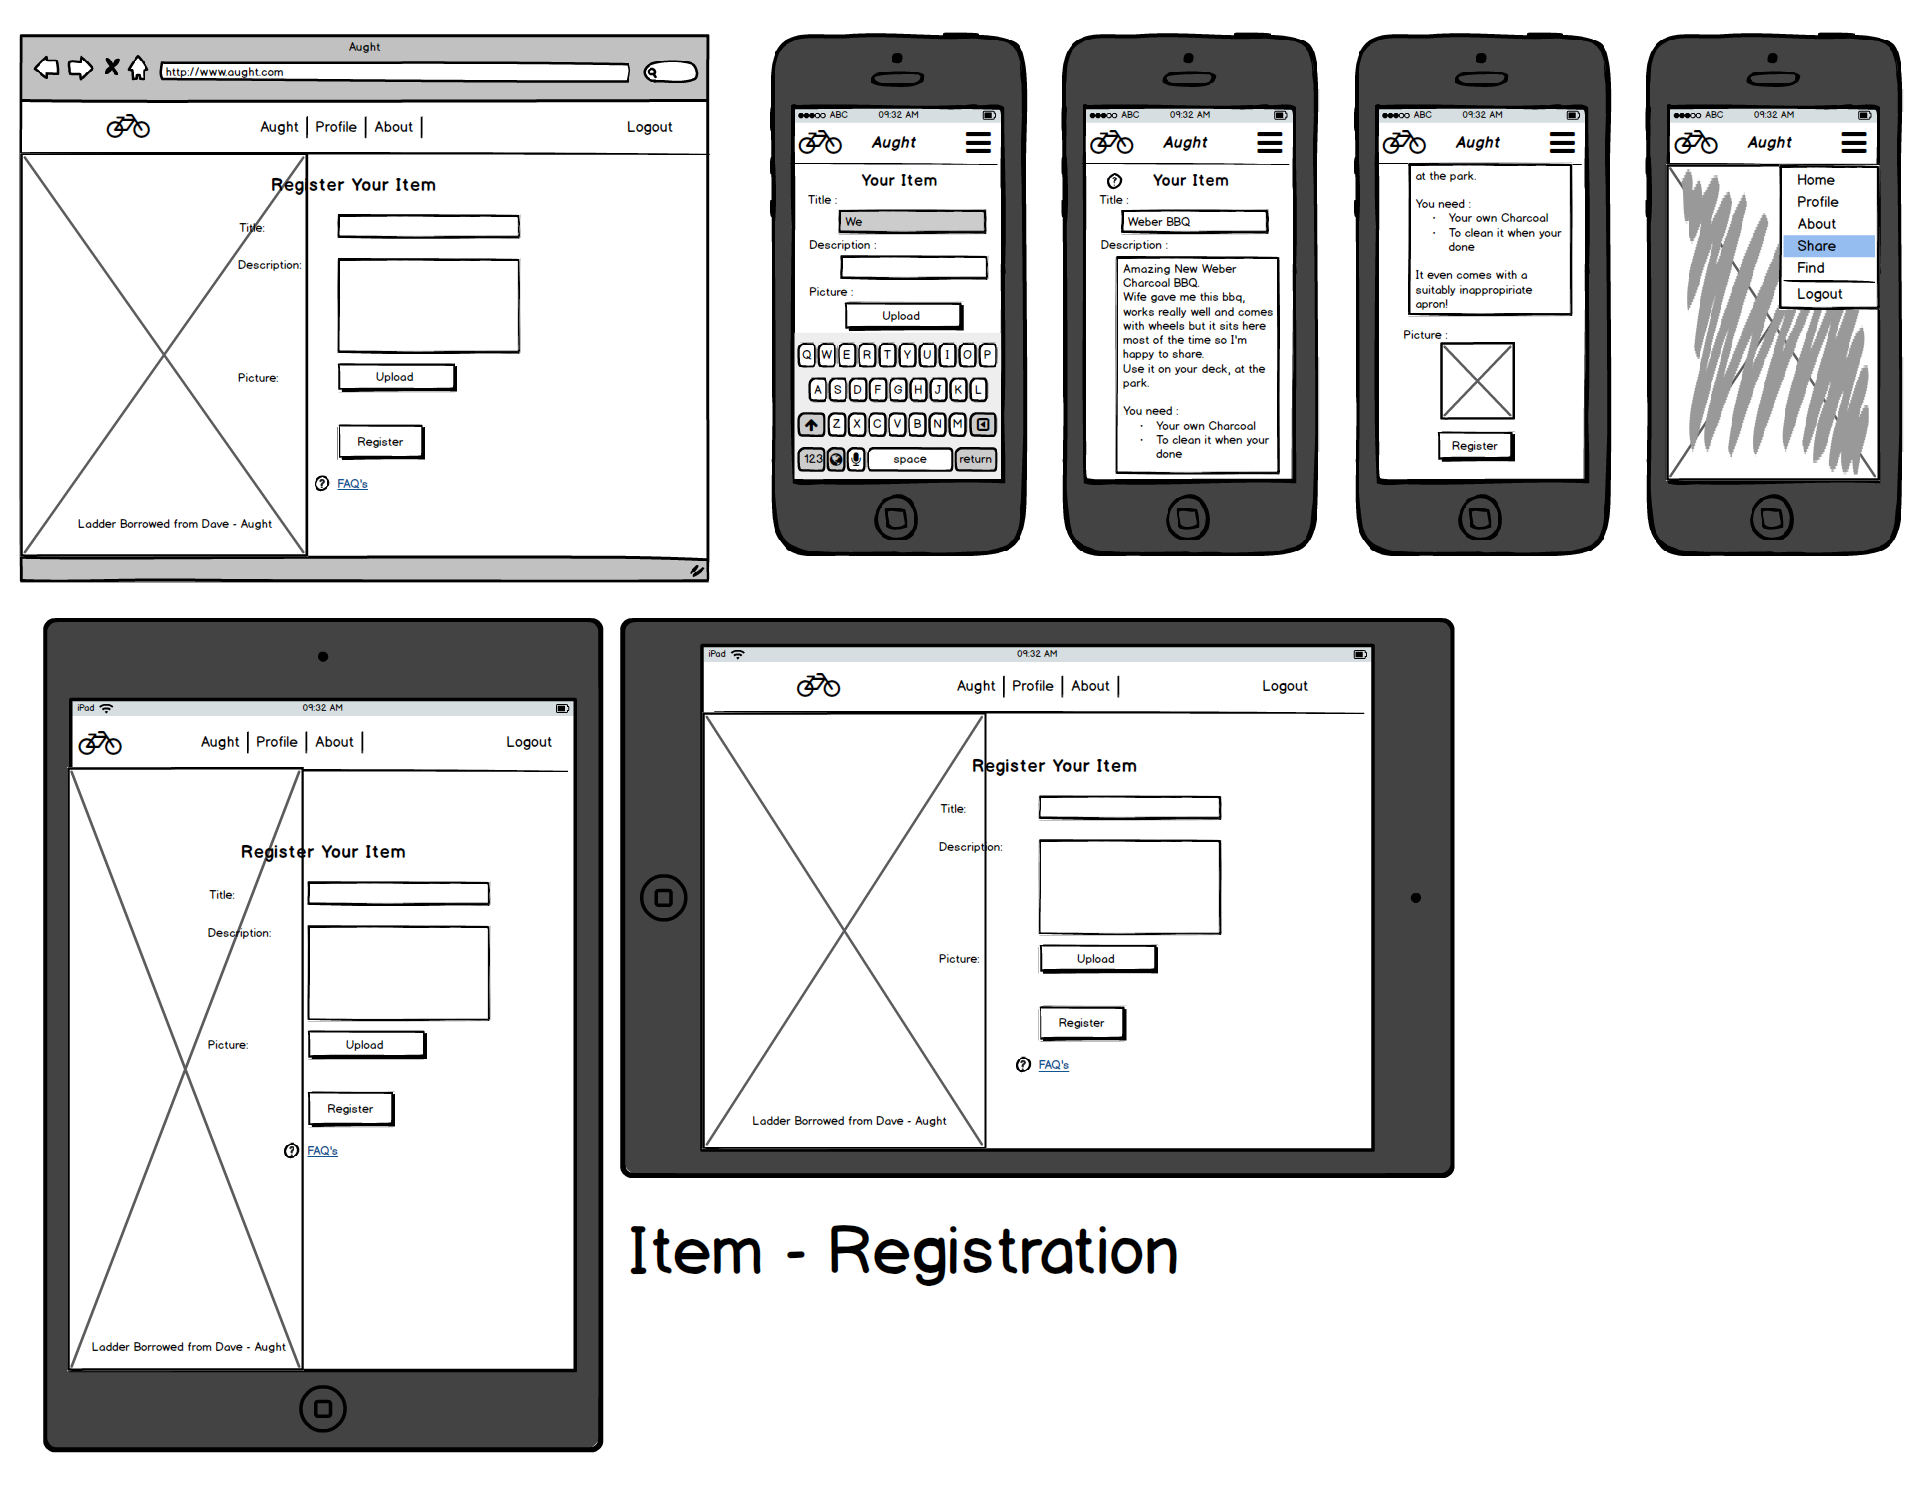 Aught
http://www.aught.com
Aught | Profile | About |
Logout
Register Your Item
Title:
Description:
Picture:
Upload
Register
? FAQ's
Ladder Borrowed from Dave - Aught
ABC 09:32 AM
Aught
Your Item
Title :
We
Description :
Picture :
Upload
Q W E R T Y U I O P
A S D F G H J K L
Z X C V B N M
123 space return
ABC 09:32 AM
Aught
? Your Item
Title :
Weber BBQ
Description :
Amazing New Weber
Charcoal BBQ.
Wife gave me this bbq,
works really well and comes
with wheels but it sits here
most of the time so I'm
happy to share.
Use it on your deck, at the
park.
You need :
· Your own Charcoal
· To clean it when your
done
ABC 09:32 AM
Aught
at the park.
You need :
· Your own Charcoal
· To clean it when your
done
It even comes with a
suitably inappropiriate
apron!
Picture :
Register
ABC 09:32 AM
Aught
Home
Profile
About
Share
Find
Logout
iPad 09:32 AM
Aught | Profile | About |
Logout
Register Your Item
Title:
Description:
Picture:
Upload
Register
? FAQ's
Ladder Borrowed from Dave - Aught
iPad 09:32 AM
Aught | Profile | About |
Logout
Register Your Item
Title:
Description:
Picture:
Upload
Register
? FAQ's
Ladder Borrowed from Dave - Aught
Item - Registration